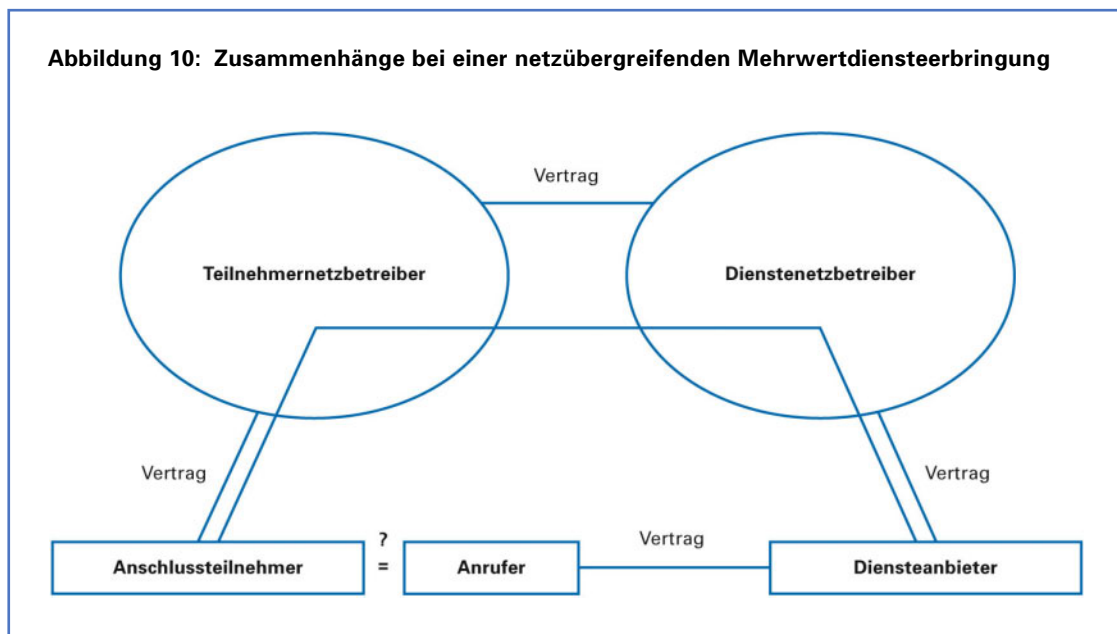 Abbildung 10: Zusammenhänge bei einer netzübergreifenden Mehrwertdiensteerbringung
Vertrag
Teilnehmernetzbetreiber
Dienstenetzbetreiber
Vertrag
Vertrag
Anschlussteilnehmer
?
=
Anrufer
Vertrag
Diensteanbieter